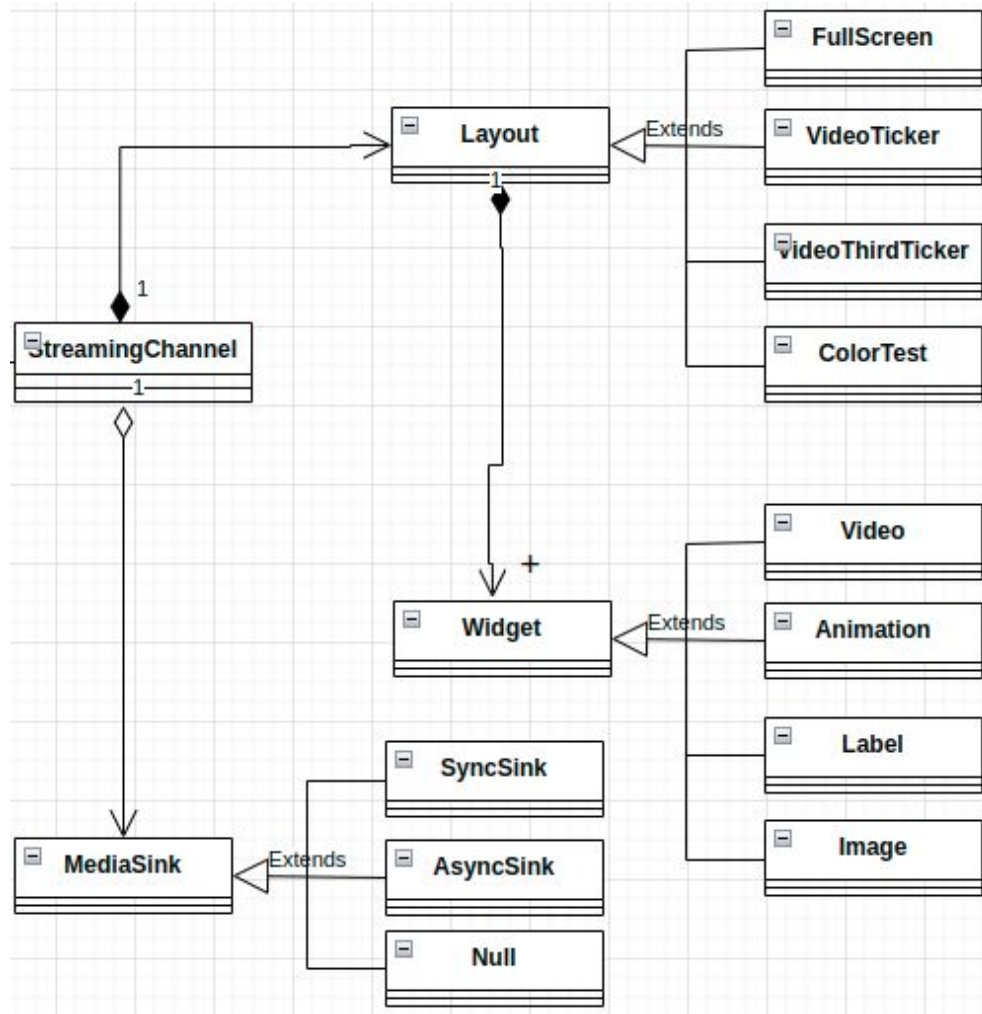 FullScreen
Layout
Extends
VideoTicker
1
VideoThirdTicker
1
StreamingChannel
ColorTest
1
Video
+
Widget
Extends
Animation
Label
SyncSink
Image
MediaSink
Extends
AsyncSink
Null